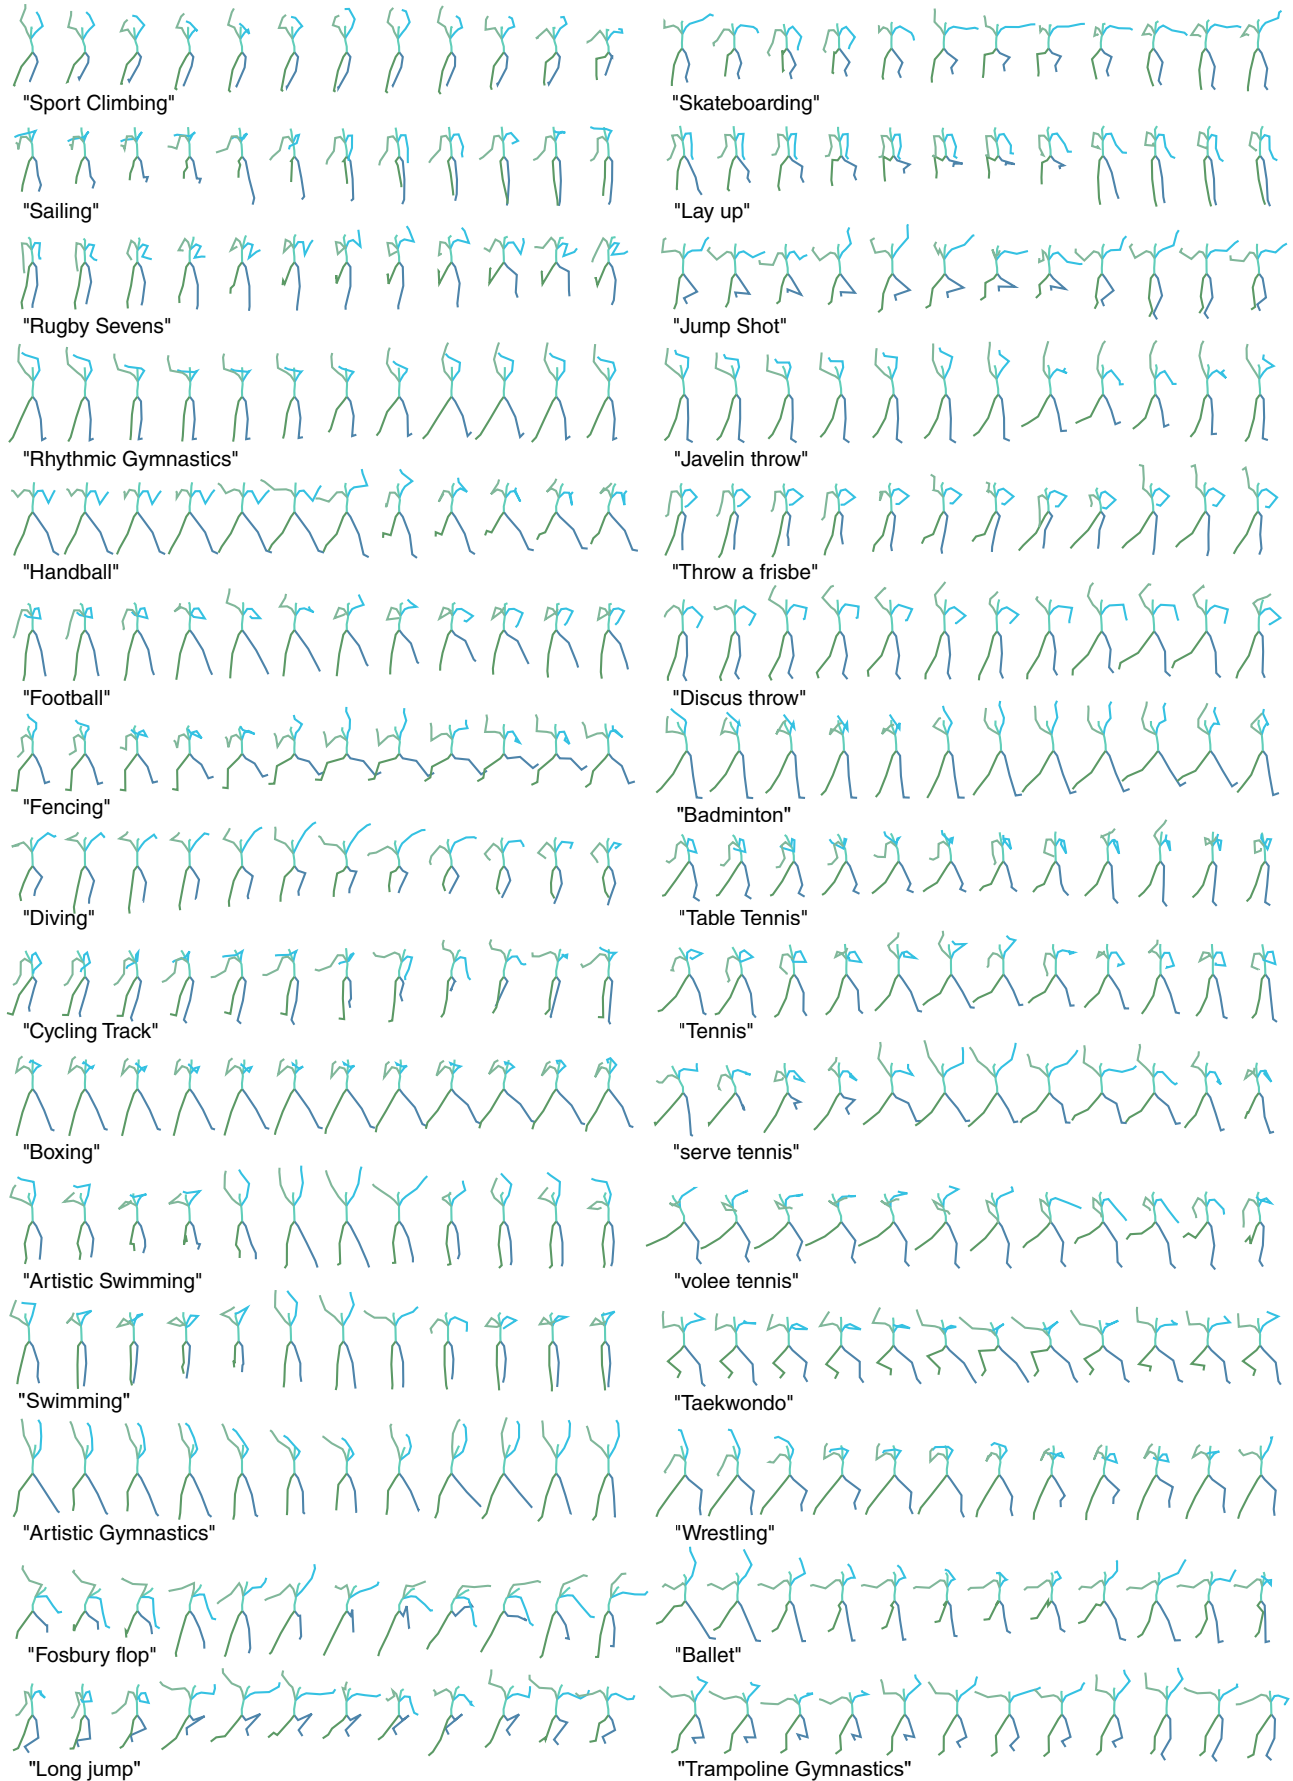 "Sport Climbing"
"Skateboarding"
"Sailing"
"Lay up"
"Rugby Sevens"
"Jump Shot"
"Rhythmic Gymnastics"
"Javelin throw"
"Handball"
"Throw a frisbe"
"Football"
"Discus throw"
"Fencing"
"Badminton"
"Diving"
"Table Tennis"
"Cycling Track"
"Tennis"
"Boxing"
"serve tennis"
"Artistic Swimming"
"volee tennis"
"Swimming"
"Taekwondo"
"Artistic Gymnastics"
"Wrestling"
"Fosbury flop"
"Ballet"
"Long jump"
"Trampoline Gymnastics"